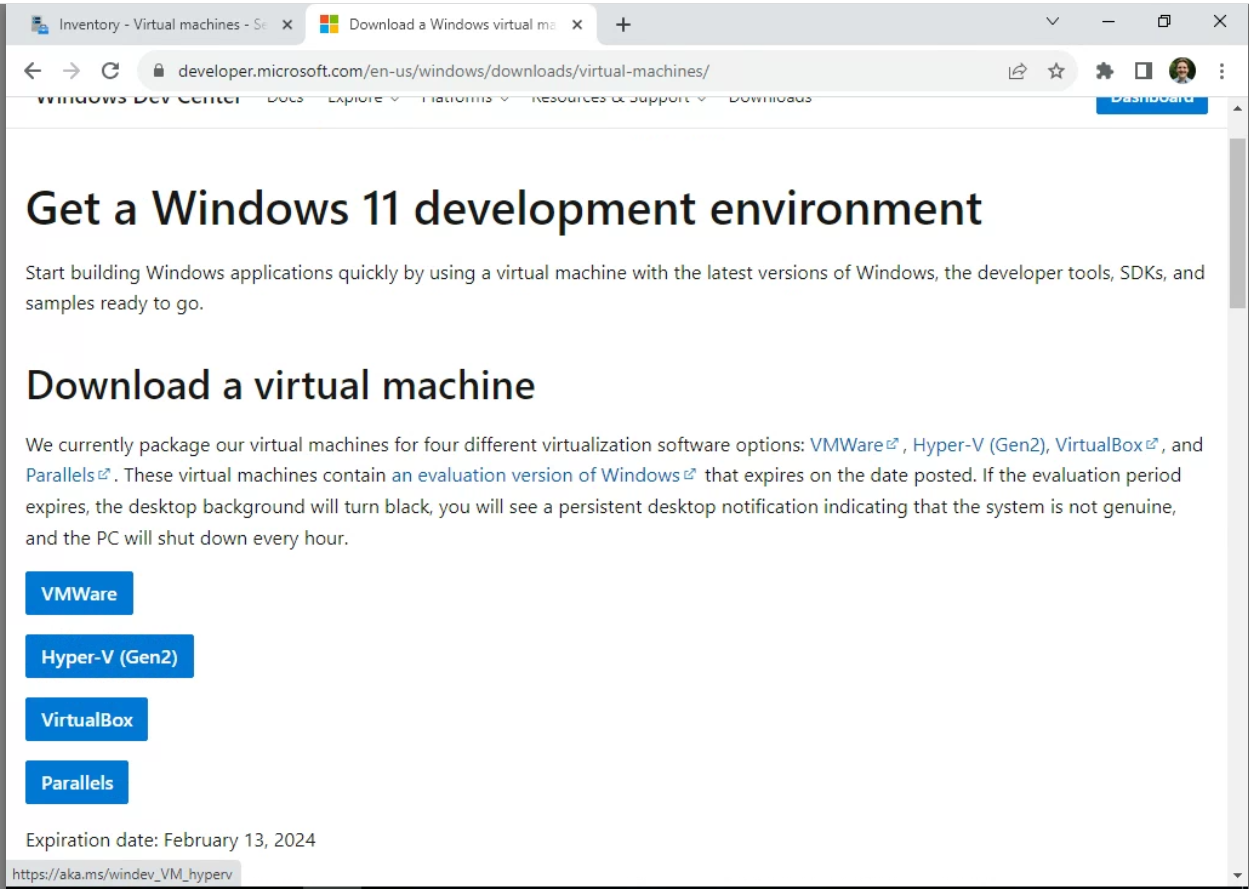 Inventory - Virtual machines - Se
Download a Windows virtual ma
developer.microsoft.com/en-us/windows/downloads/virtual-machines/
Windows Dev Center Docs Explore Platforms Resources & Support Downloads Dashboard
Get a Windows 11 development environment
Start building Windows applications quickly by using a virtual machine with the latest versions of Windows, the developer tools, SDKs, and
samples ready to go.
Download a virtual machine
We currently package our virtual machines for four different virtualization software options: VMWare, Hyper-V (Gen2), VirtualBox, and
Parallels. These virtual machines contain an evaluation version of Windows that expires on the date posted. If the evaluation period
expires, the desktop background will turn black, you will see a persistent desktop notification indicating that the system is not genuine,
and the PC will shut down every hour.
VMWare
Hyper-V (Gen2)
VirtualBox
Parallels
Expiration date: February 13, 2024
https://aka.ms/windev_VM_hyperv